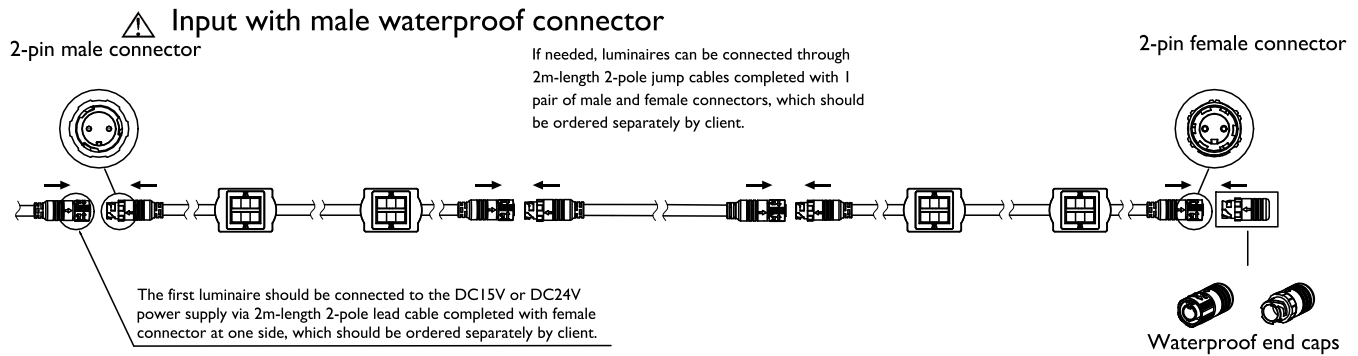 Input with male waterproof connector
2-pin male connector
2-pin female connector
If needed, luminaires can be connected through
2m-length 2-pole jump cables completed with 1
pair of male and female connectors, which should
be ordered separately by client.
The first luminaire should be connected to the DC15V or DC24V
power supply via 2m-length 2-pole lead cable completed with female
connector at one side, which should be ordered separately by client.
Waterproof end caps